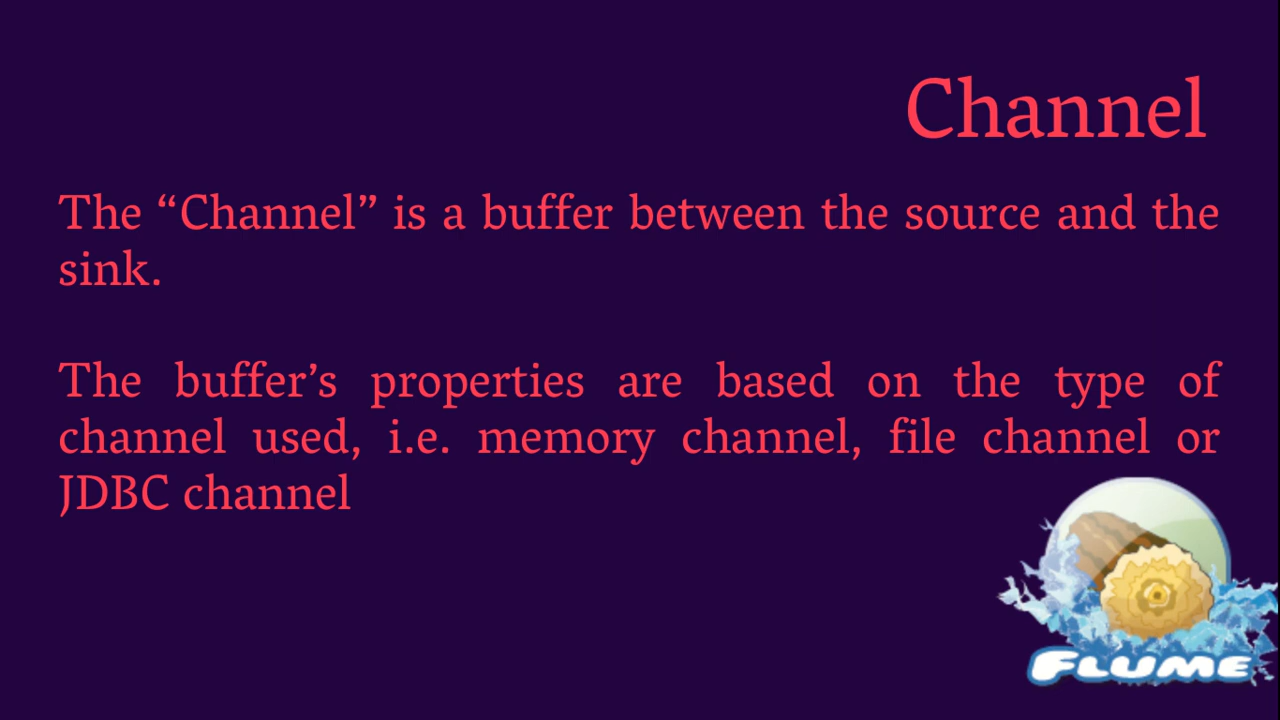 Channel
The “Channel” is a buffer between the source and the
sink.
The buffer’s properties are based on the type of
channel used, i.e. memory channel, file channel or
JDBC channel
FLUME